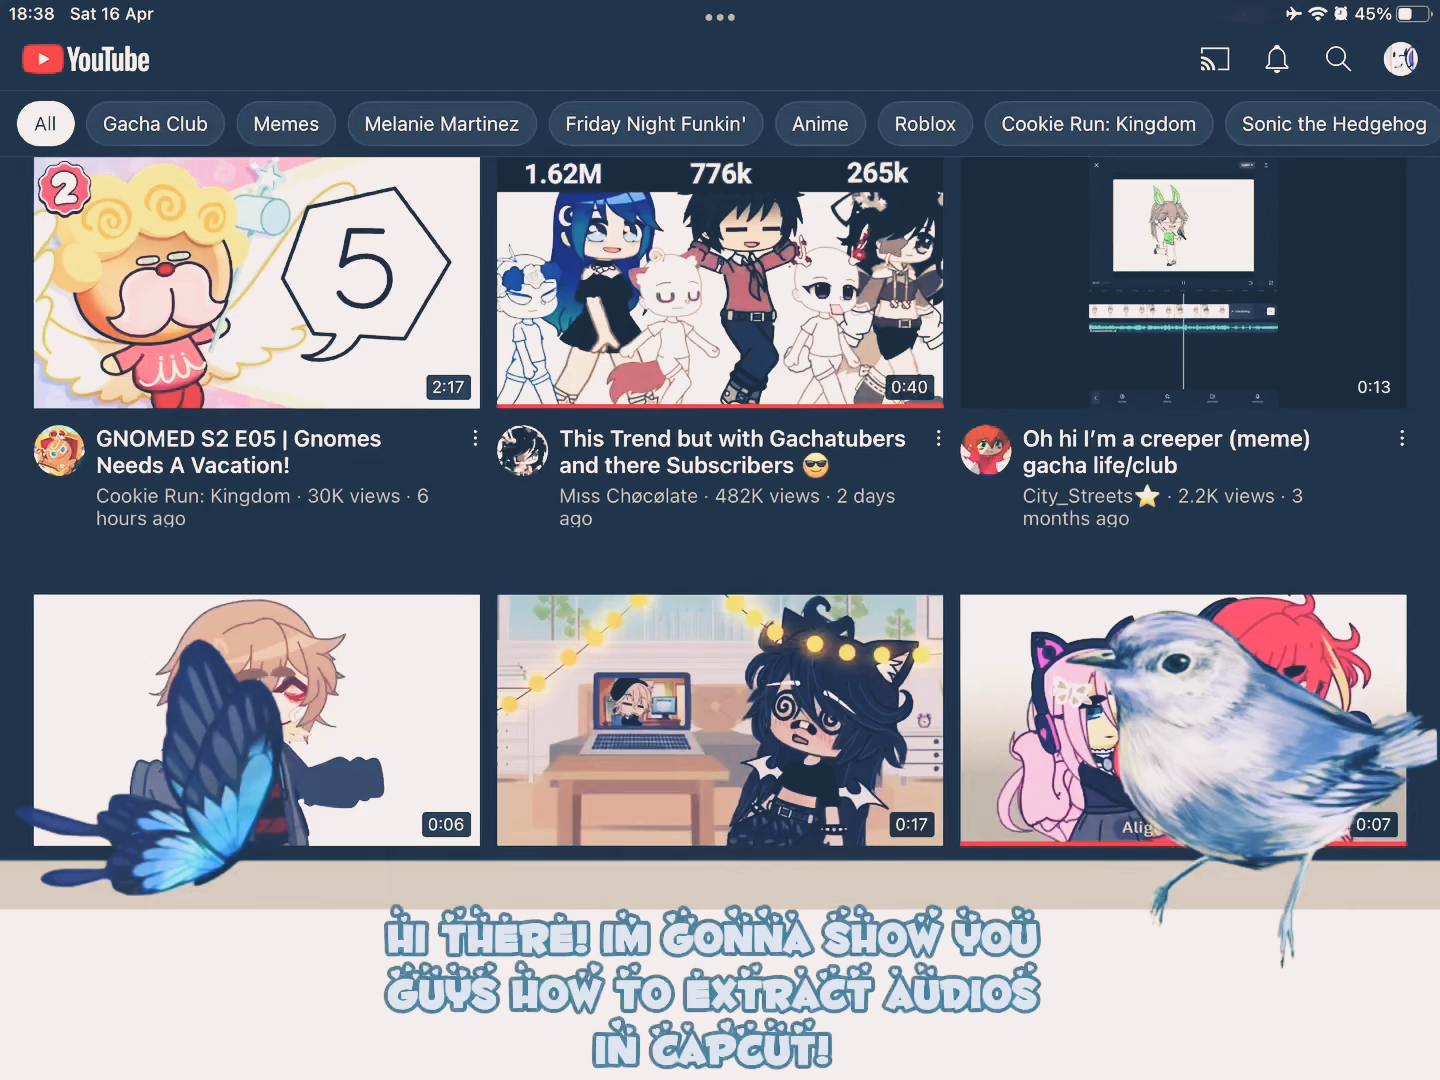 18:38 Sat 16 Apr
45%
YouTube
All Gacha Club Memes Melanie Martinez Friday Night Funkin' Anime Roblox Cookie Run: Kingdom Sonic the Hedgehog
2
5
2:17
1.62M 776k 265k
0:40
0:13
GNOMED S2 E05 | Gnomes
Needs A Vacation!
Cookie Run: Kingdom · 30K views · 6
hours ago
This Trend but with Gachatubers
and there Subscribers 😎
Mıss Chøcølate · 482K views · 2 days
ago
Oh hi I'm a creeper (meme)
gacha life/club
City_Streets⭐ · 2.2K views · 3
months ago
0:06
0:17
0:07
HI THERE! IM GONNA SHOW YOU
GUYS HOW TO EXTRACT AUDIOS
IN CAPCUT!